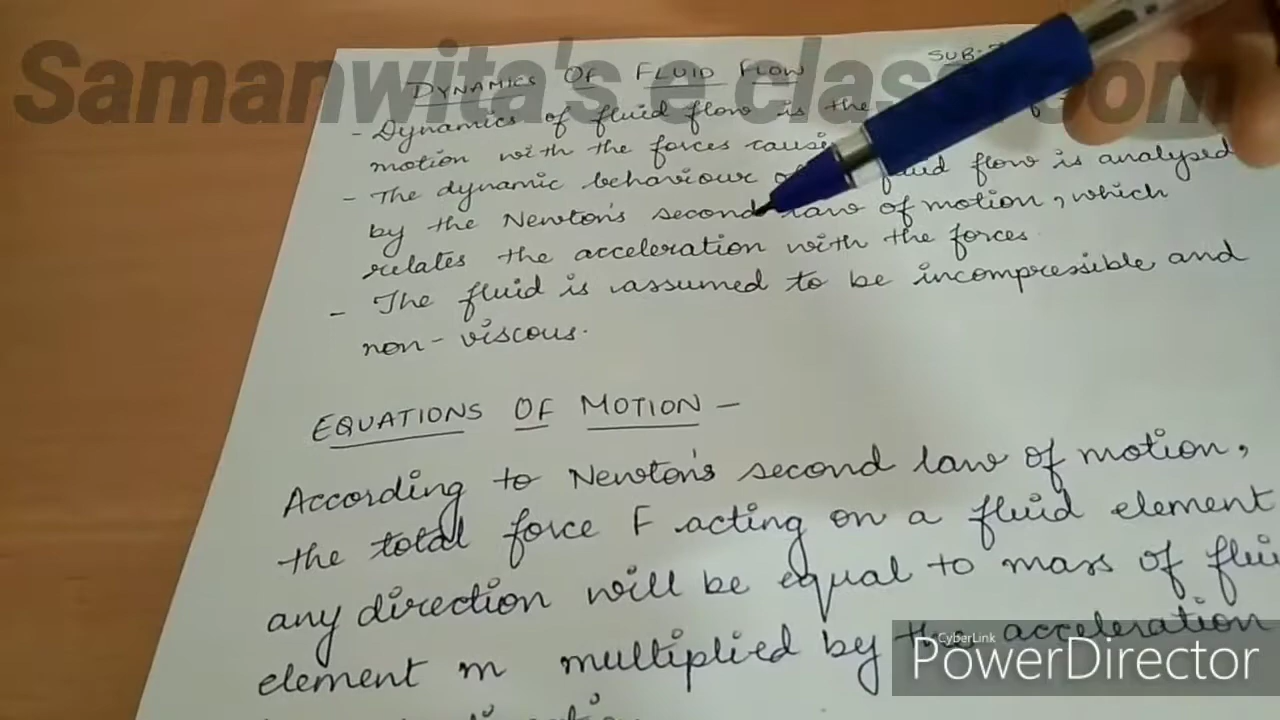 Samanwita's e classroom
SUB:
DYNAMICS OF FLUID FLOW
- Dynamics of fluid flow is the
motion with the forces causi
- The dynamic behaviour fluid flow is analysed
by the Newton's second law of motion, which
relates the acceleration with the forces.
- The fluid is assumed to be incompressible and
non-viscous.
EQUATIONS OF MOTION -
According to Newton's second law of motion,
the total force F acting on a fluid element
any direction will be equal to mass of flui
element m multiplied by the acceleration
CyberLink
PowerDirector